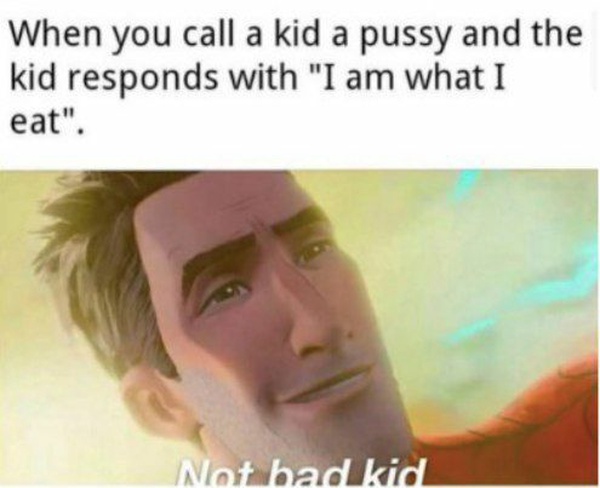 When you call a kid a pussy and the
kid responds with "I am what I
eat".
Not bad kid